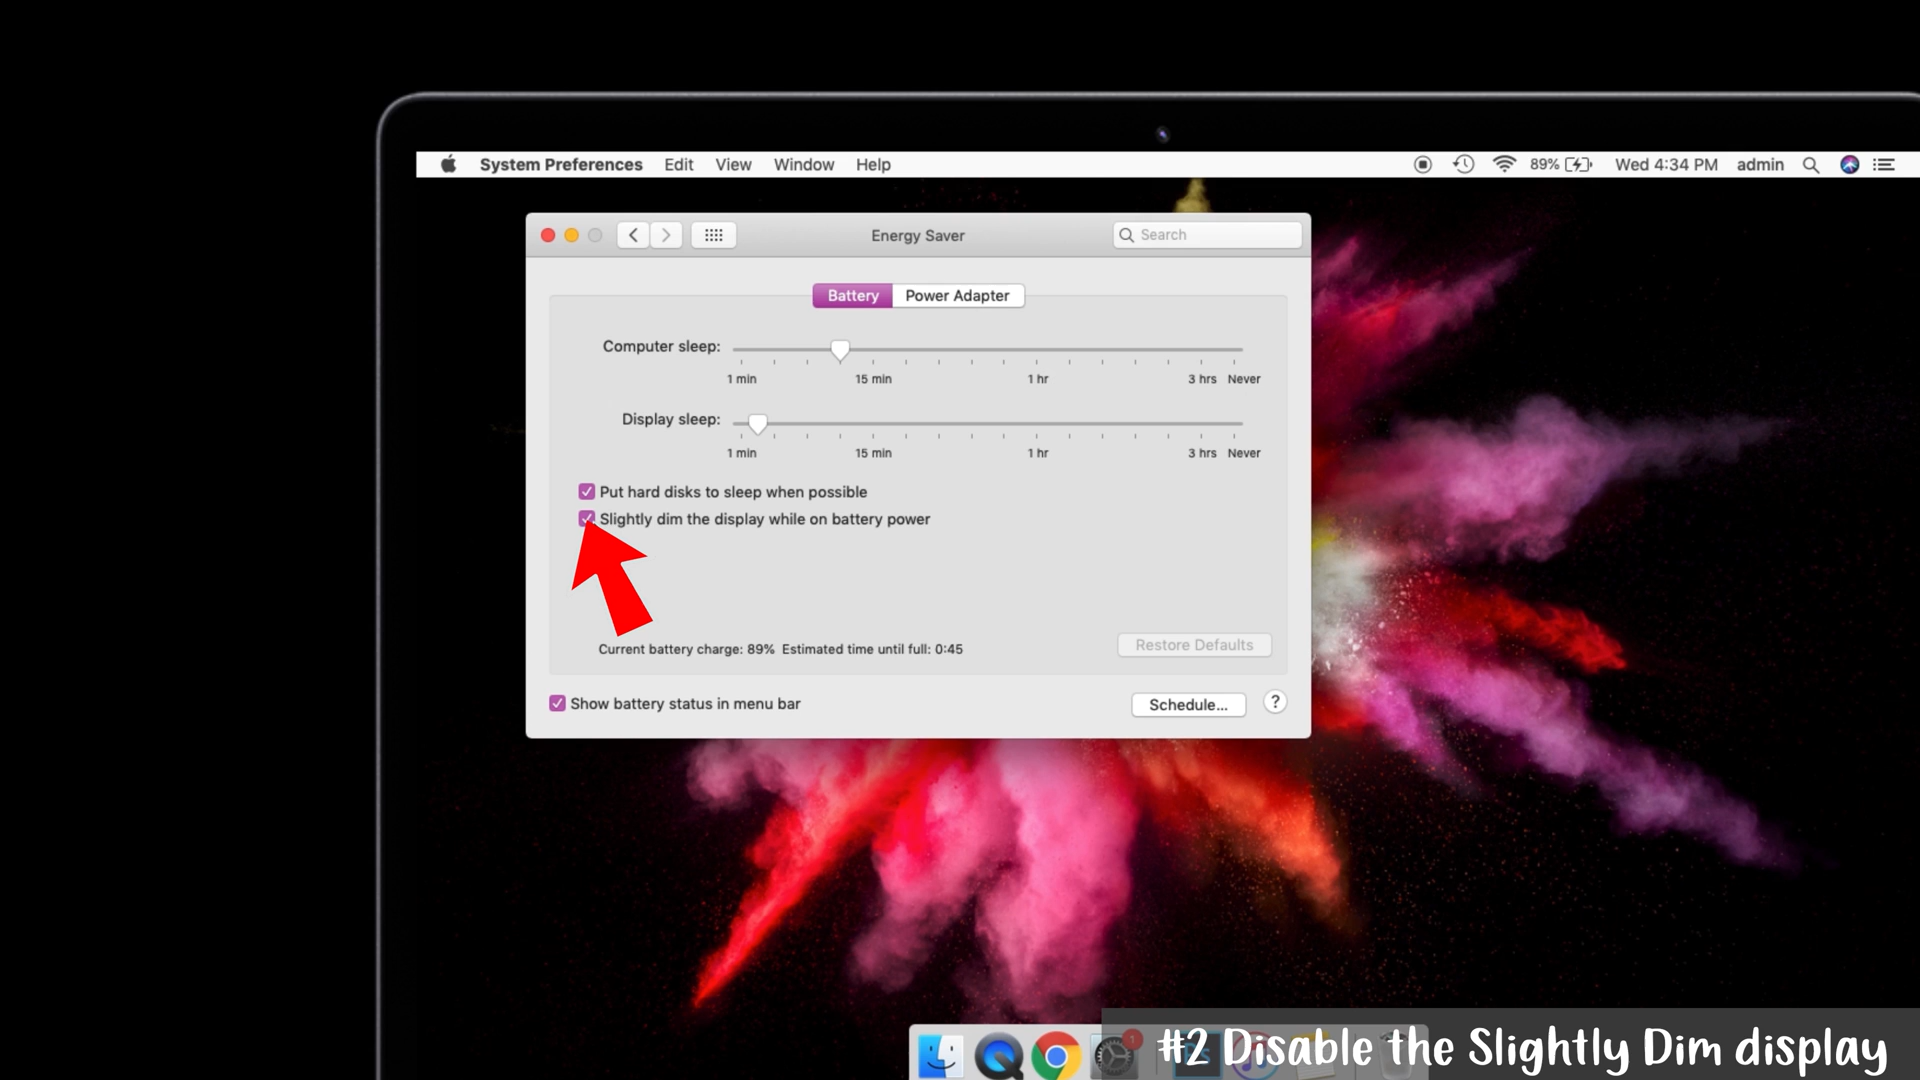 System Preferences Edit View Window Help 89% Wed 4:34 PM admin
Energy Saver Search
Battery Power Adapter
Computer sleep:
1 min 15 min 1 hr 3 hrs Never
Display sleep:
1 min 15 min 1 hr 3 hrs Never
Put hard disks to sleep when possible
Slightly dim the display while on battery power
Current battery charge: 89% Estimated time until full: 0:45 Restore Defaults
Show battery status in menu bar Schedule... ?
1
#2 Disable the Slightly Dim display